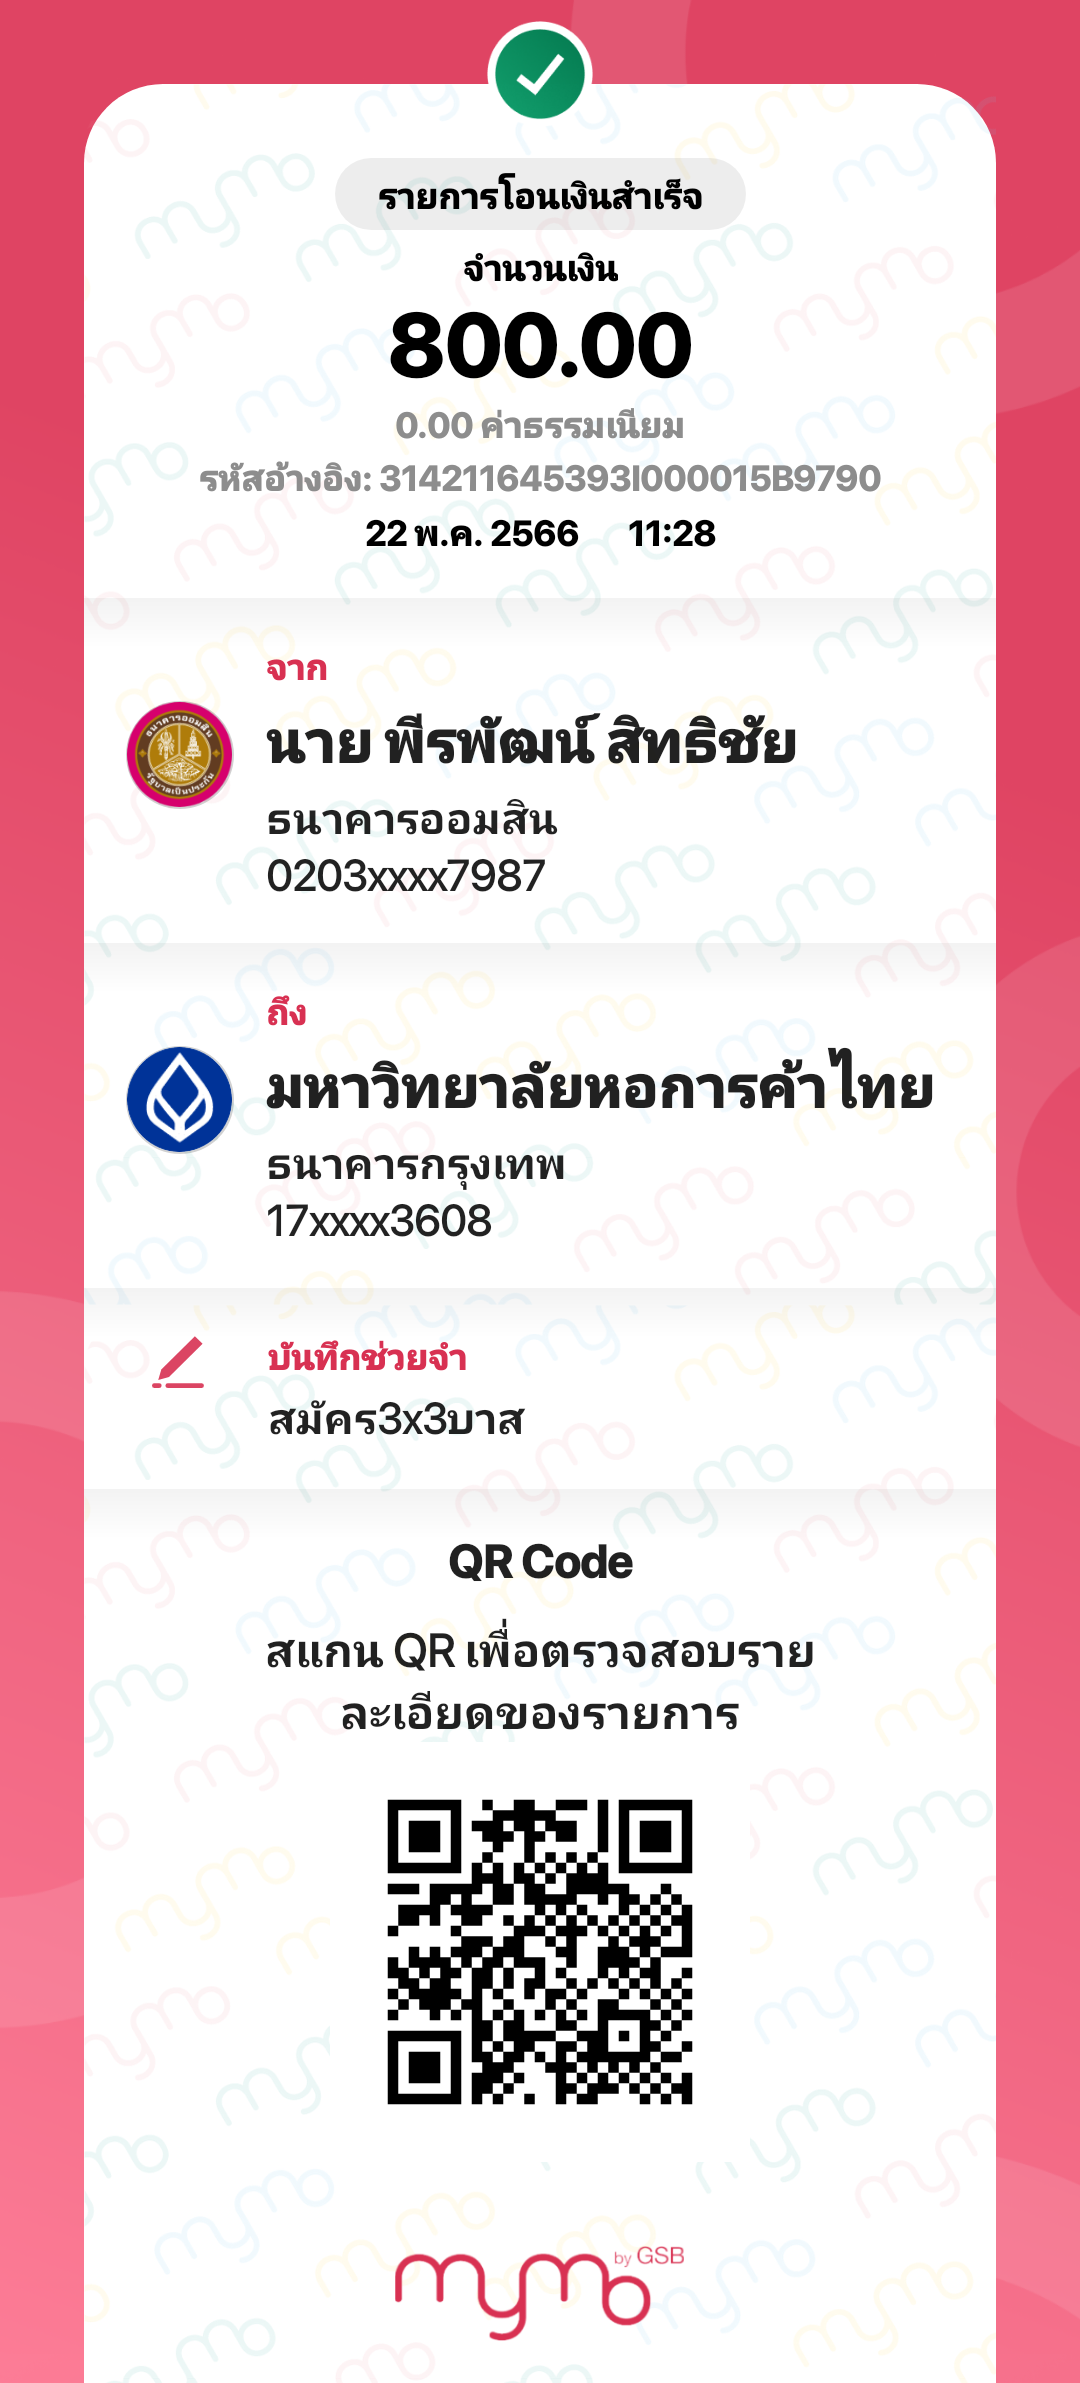 รายการโอนเงินสำเร็จ
จำนวนเงิน
800.00
0.00 ค่าธรรมเนียม
รหัสอ้างอิง: 314211645393I000015B9790
22 พ.ค. 2566 11:28
จาก
นาย พีรพัฒน์ สิทธิชัย
ธนาคารออมสิน
0203xxxx7987
ถึง
มหาวิทยาลัยหอการค้าไทย
ธนาคารกรุงเทพ
17xxxx3608
บันทึกช่วยจำ
สมัคร3x3บาส
QR Code
สแกน QR เพื่อตรวจสอบราย
ละเอียดของรายการ
mymo by GSB